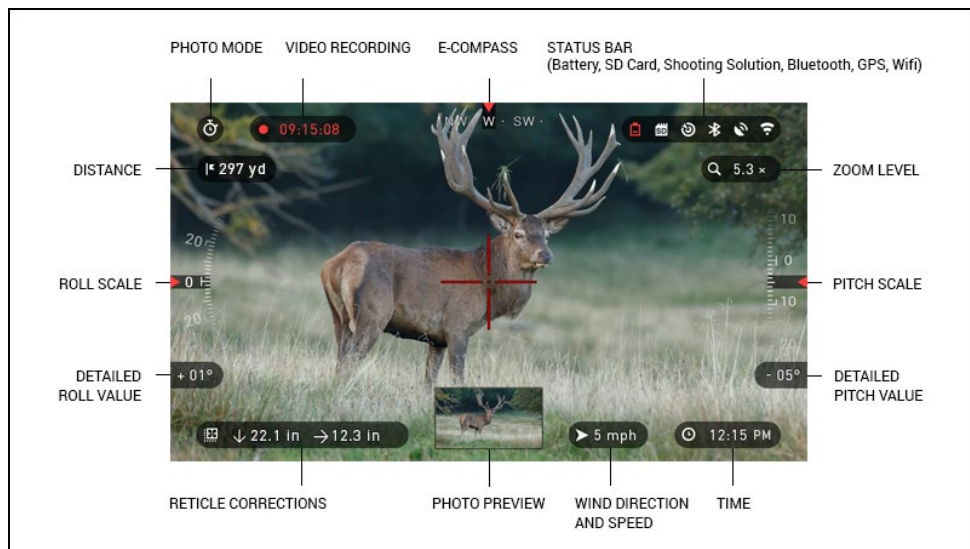 PHOTO MODE
VIDEO RECORDING
E-COMPASS
STATUS BAR
(Battery, SD Card, Shooting Solution, Bluetooth, GPS, Wifi)
09:15:08
NW · W · SW ·
SD
DISTANCE
297 yd
5.3 ×
ZOOM LEVEL
20
10
ROLL SCALE
0
0
PITCH SCALE
20
10
20
DETAILED
ROLL VALUE
+ 01°
- 05°
DETAILED
PITCH VALUE
↓ 22.1 in → 12.3 in
5 mph
12:15 PM
RETICLE CORRECTIONS
PHOTO PREVIEW
WIND DIRECTION
AND SPEED
TIME